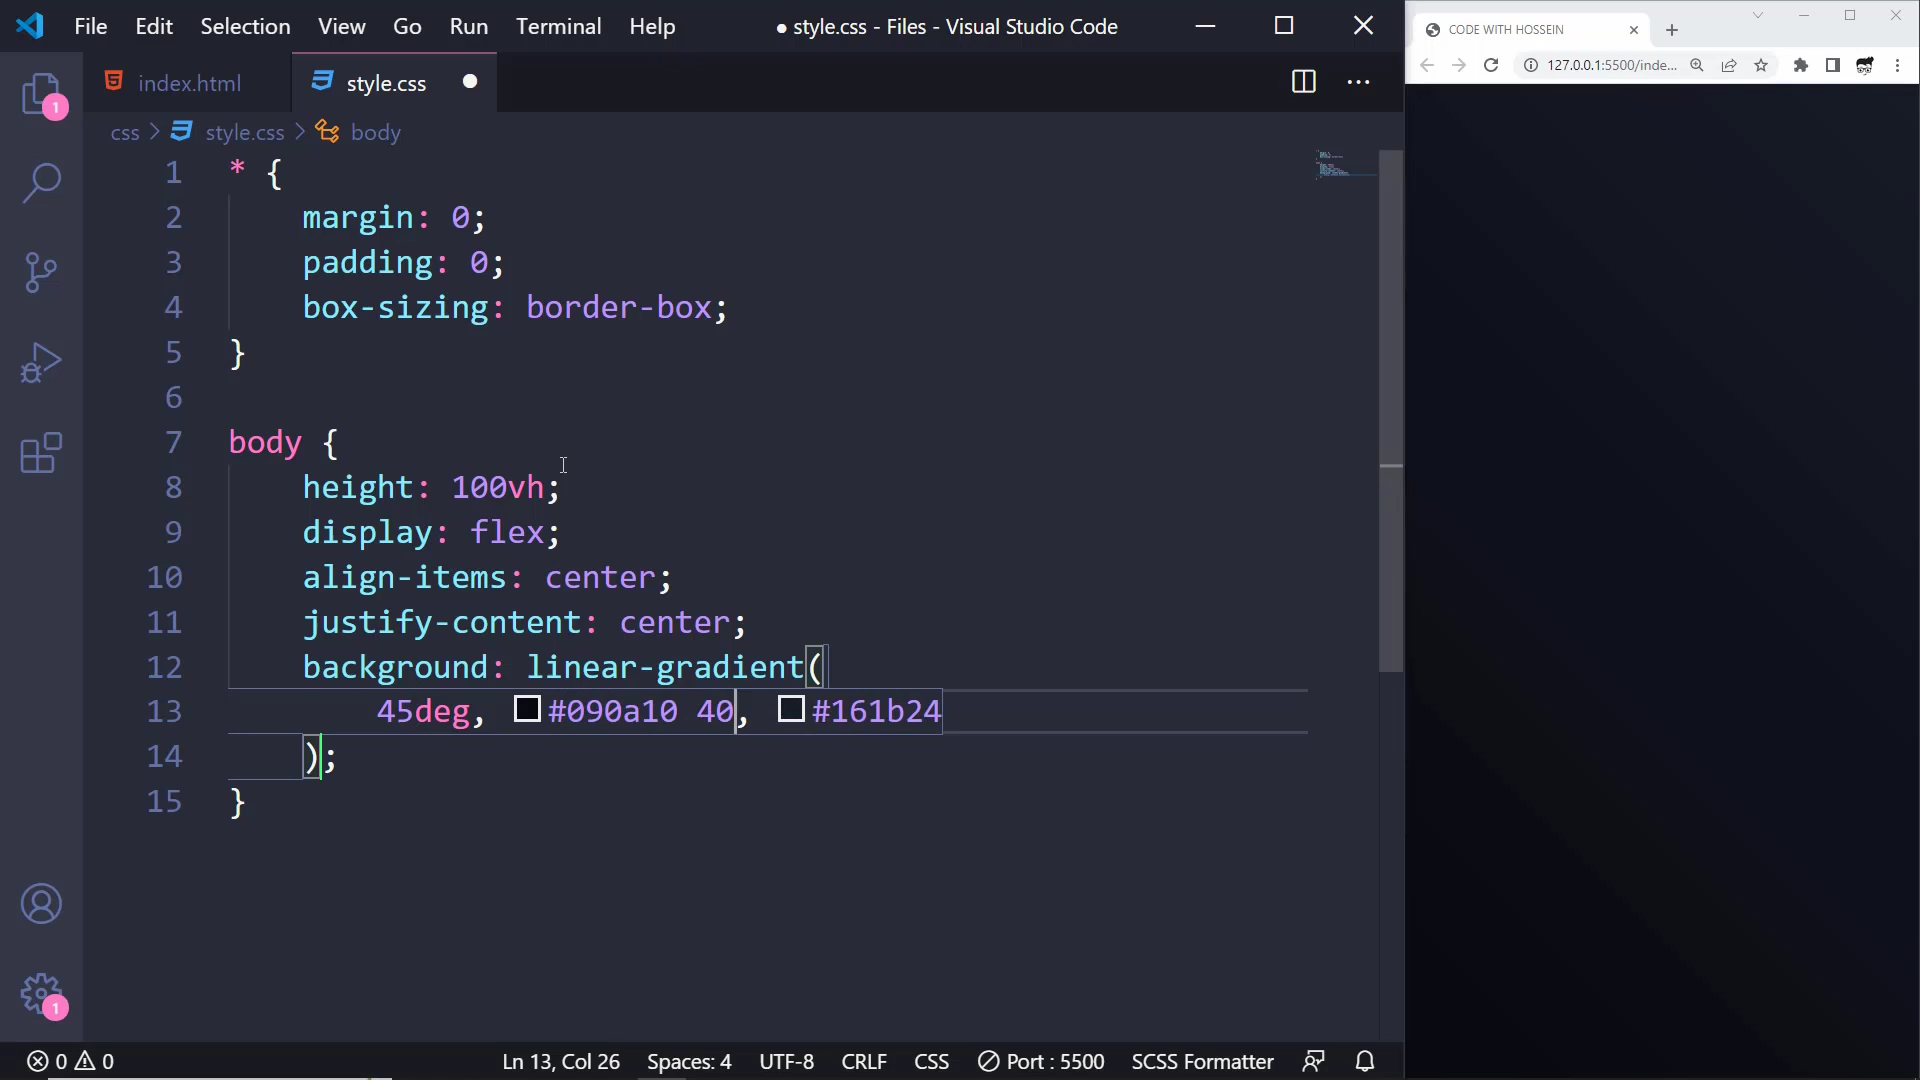 File Edit Selection View Go Run Terminal Help ● style.css - Files - Visual Studio Code
index.html style.css
css > style.css > body
1 * {
2 margin: 0;
3 padding: 0;
4 box-sizing: border-box;
5 }
6
7 body {
8 height: 100vh;
9 display: flex;
10 align-items: center;
11 justify-content: center;
12 background: linear-gradient(
13 45deg, #090a10 40, #161b24
14 );
15 }
1
1
0 0 Ln 13, Col 26 Spaces: 4 UTF-8 CRLF CSS Port : 5500 SCSS Formatter
CODE WITH HOSSEIN
127.0.0.1:5500/inde...